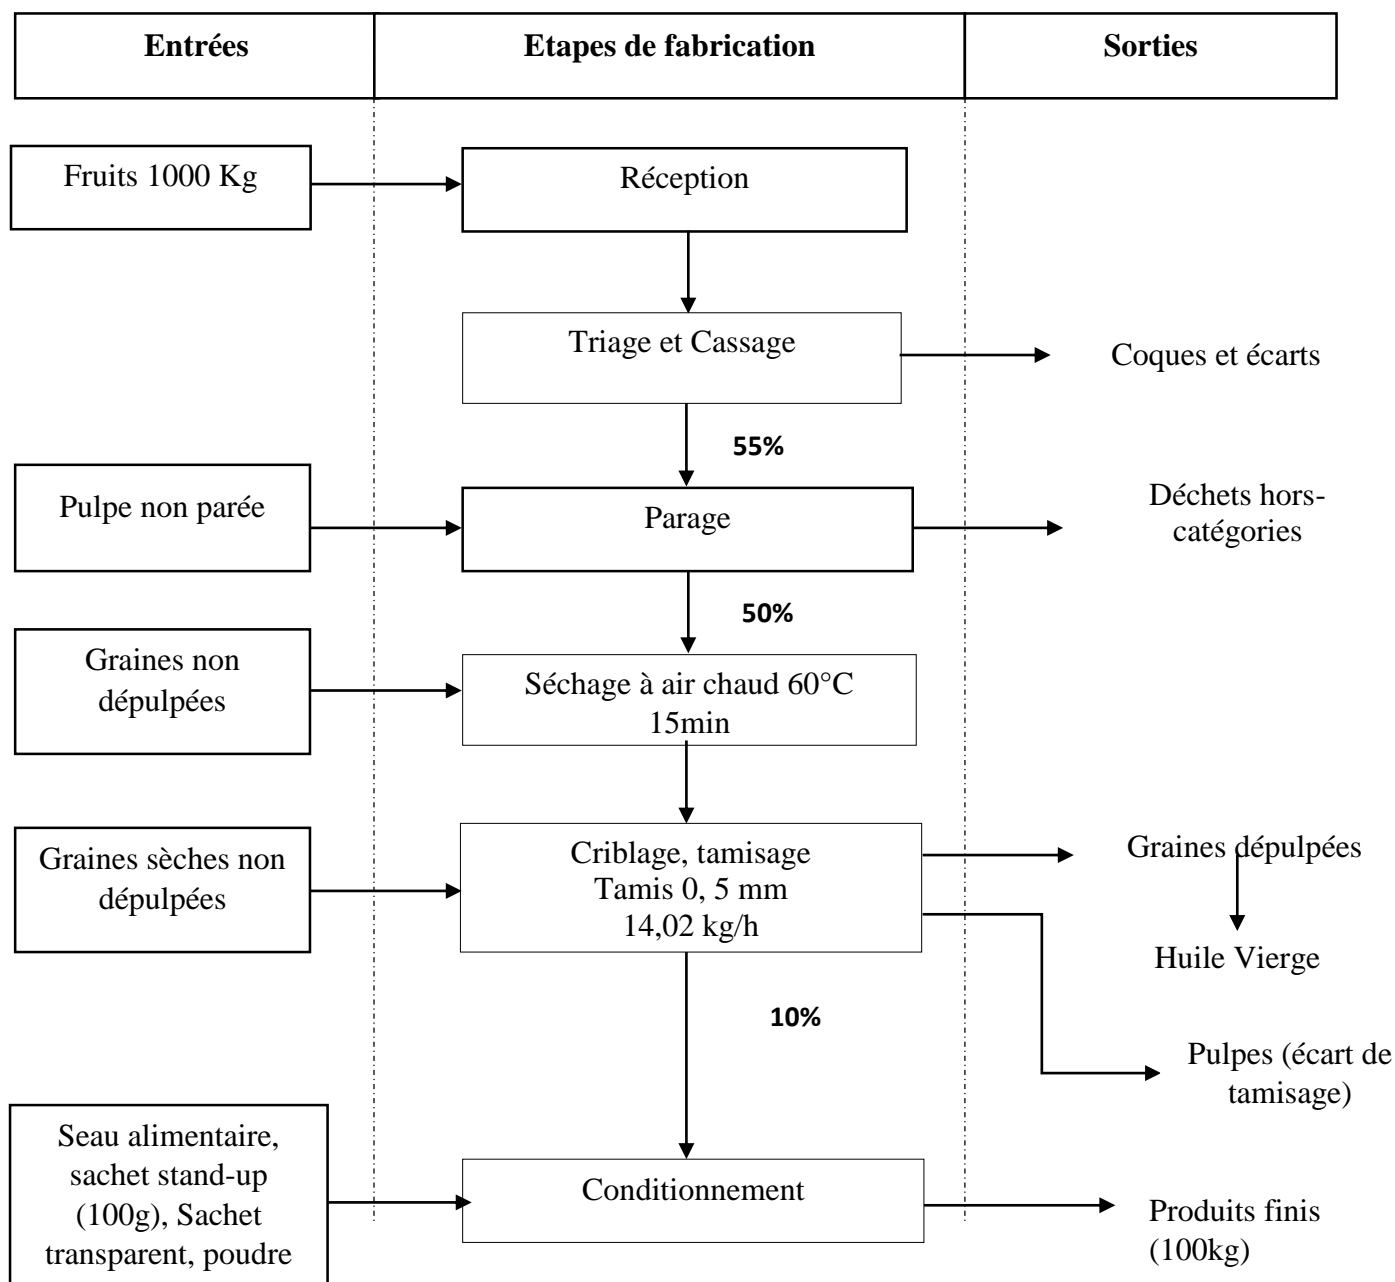 Entrées
Etapes de fabrication
Sorties
Fruits 1000 Kg
Réception
Triage et Cassage
Coques et écarts
55%
Pulpe non parée
Parage
Déchets hors-
catégories
50%
Graines non
dépulpées
Séchage à air chaud 60°C
15min
Graines sèches non
dépulpées
Criblage, tamisage
Tamis 0, 5 mm
14,02 kg/h
Graines dépulpées
Huile Vierge
10%
Pulpes (écart de
tamisage)
Seau alimentaire,
sachet stand-up
(100g), Sachet
transparent, poudre
Conditionnement
Produits finis
(100kg)